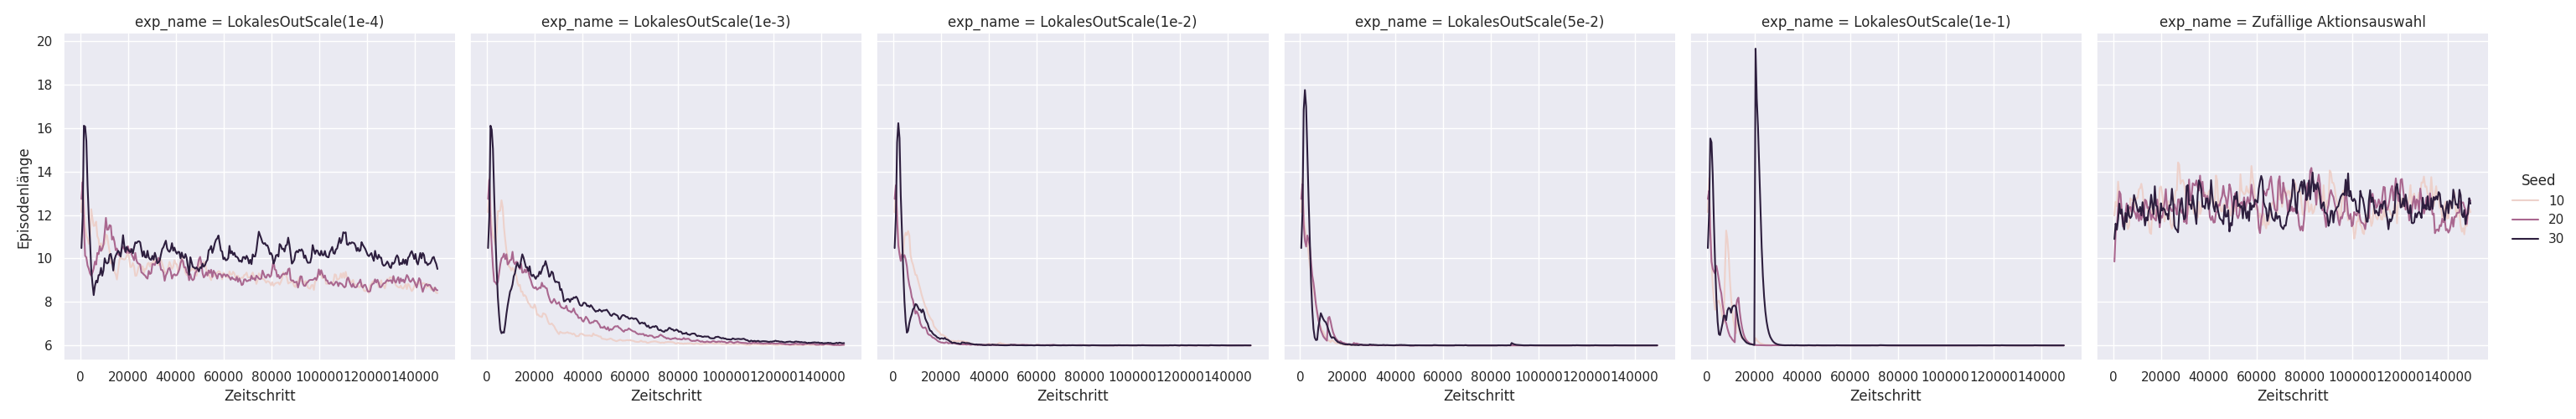 exp_name = LokalesOutScale(1e-4)
exp_name = LokalesOutScale(1e-3)
exp_name = LokalesOutScale(1e-2)
exp_name = LokalesOutScale(5e-2)
exp_name = LokalesOutScale(1e-1)
exp_name = Zufällige Aktionsauswahl
Episodenlänge
20
18
16
14
12
10
8
6
0 20000 40000 60000 80000 100000120000140000
0 20000 40000 60000 80000 100000120000140000
0 20000 40000 60000 80000 100000120000140000
0 20000 40000 60000 80000 100000120000140000
0 20000 40000 60000 80000 100000120000140000
0 20000 40000 60000 80000 100000120000140000
Zeitschritt
Zeitschritt
Zeitschritt
Zeitschritt
Zeitschritt
Zeitschritt
Seed
10
20
30